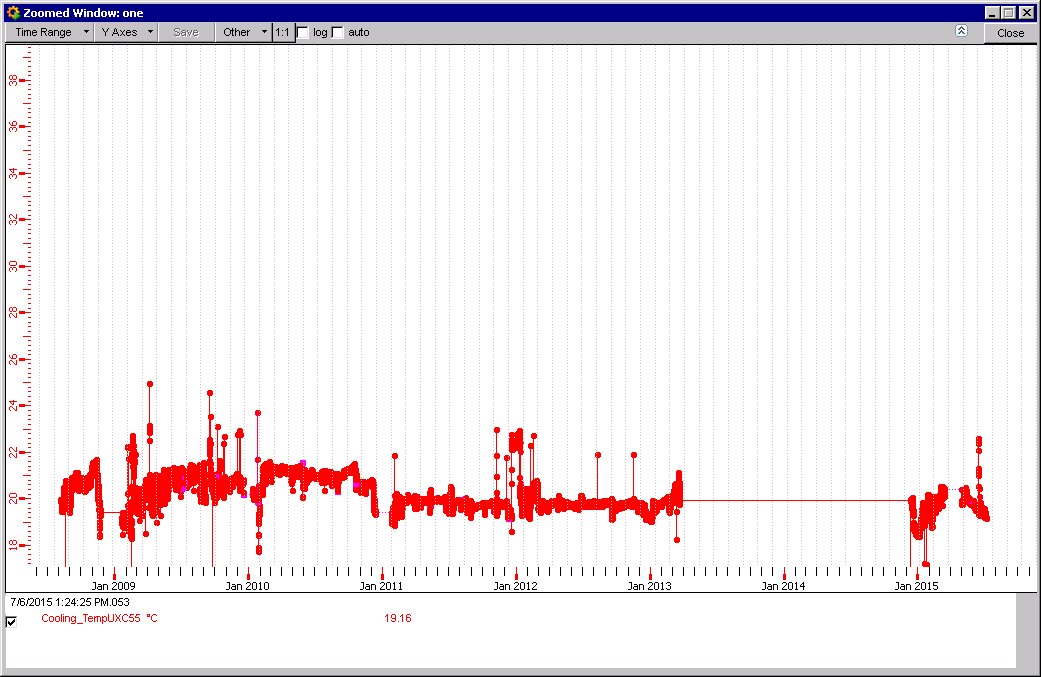 Zoomed Window: one
Time Range Y Axes Save Other 1:1 log auto Close
38
36
34
32
30
28
26
24
22
20
18
Jan 2009 Jan 2010 Jan 2011 Jan 2012 Jan 2013 Jan 2014 Jan 2015
7/6/2015 1:24:25 PM.053
Cooling_TempUXC55 °C 19.16